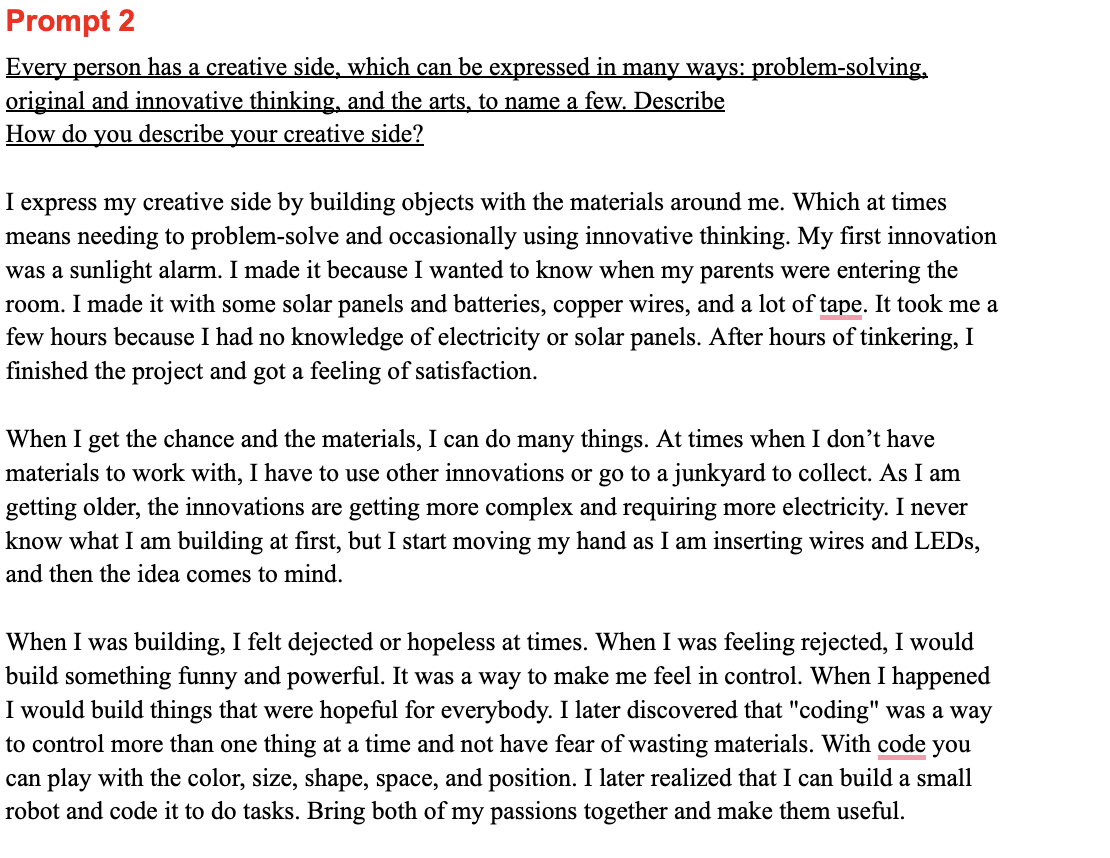 Prompt 2
Every person has a creative side, which can be expressed in many ways: problem-solving,
original and innovative thinking, and the arts, to name a few. Describe
How do you describe your creative side?
I express my creative side by building objects with the materials around me. Which at times
means needing to problem-solve and occasionally using innovative thinking. My first innovation
was a sunlight alarm. I made it because I wanted to know when my parents were entering the
room. I made it with some solar panels and batteries, copper wires, and a lot of tape. It took me a
few hours because I had no knowledge of electricity or solar panels. After hours of tinkering, I
finished the project and got a feeling of satisfaction.
When I get the chance and the materials, I can do many things. At times when I don’t have
materials to work with, I have to use other innovations or go to a junkyard to collect. As I am
getting older, the innovations are getting more complex and requiring more electricity. I never
know what I am building at first, but I start moving my hand as I am inserting wires and LEDs,
and then the idea comes to mind.
When I was building, I felt dejected or hopeless at times. When I was feeling rejected, I would
build something funny and powerful. It was a way to make me feel in control. When I happened
I would build things that were hopeful for everybody. I later discovered that "coding" was a way
to control more than one thing at a time and not have fear of wasting materials. With code you
can play with the color, size, shape, space, and position. I later realized that I can build a small
robot and code it to do tasks. Bring both of my passions together and make them useful.